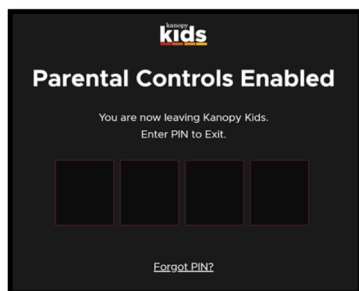 kanopy
kids
Parental Controls Enabled
You are now leaving Kanopy Kids.
Enter PIN to Exit.
Forgot PIN?